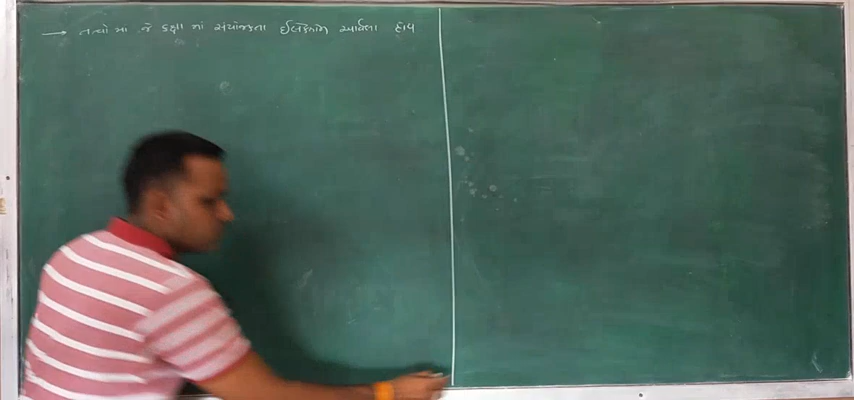 → તત્વો માં જે કક્ષા માં સંયોજકતા ઈલેક્ટ્રોન આવેલા હોય